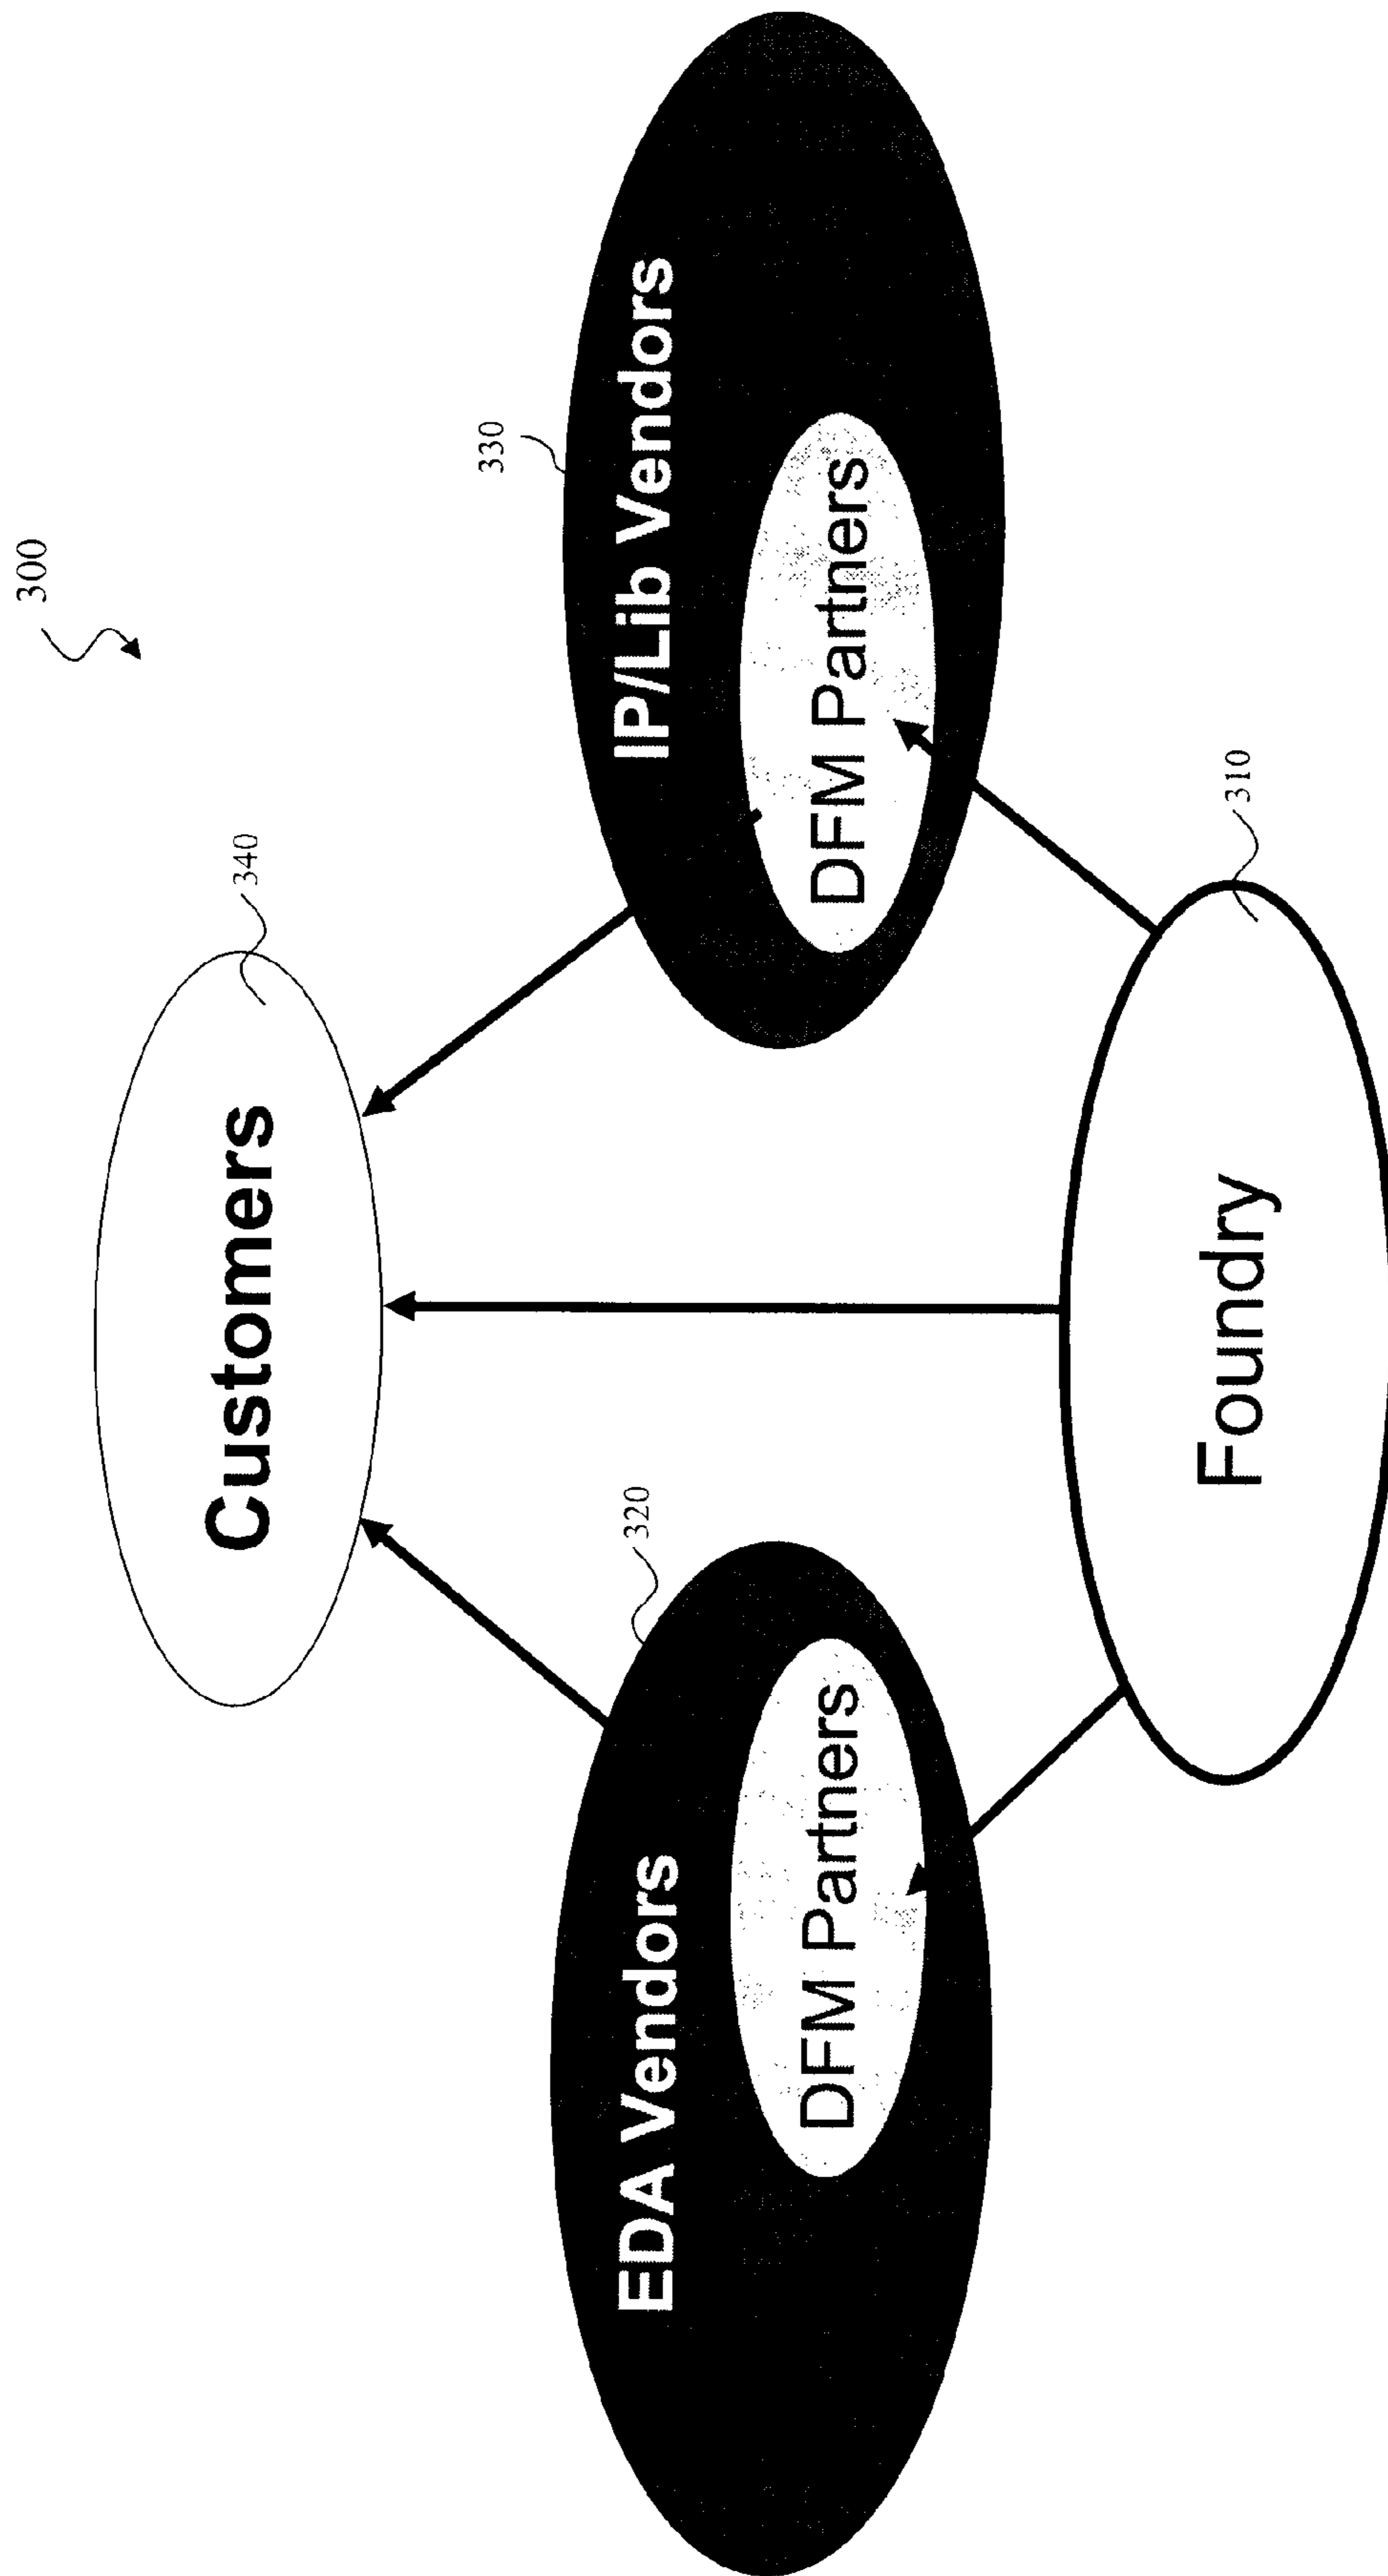 300
Customers
340
EDA Vendors
320
DFM Partners
IP/Lib Vendors
330
DFM Partners
Foundry
310